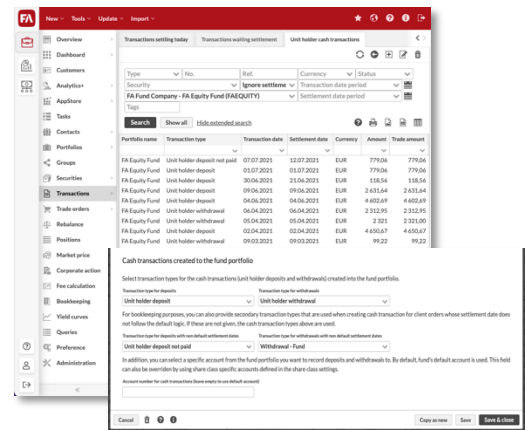 FA
New
Tools
Update
Import
Overview
Dashboard
Customers
Analytics+
AppStore
Tasks
Contacts
Portfolios
Groups
Securities
Transactions
Trade orders
Rebalance
Positions
Market price
Corporate action
Fee calculation
Bookkeeping
Yield curves
Queries
Preference
Administration
Transactions settling today Transactions waiting settlement Unit holder cash transactions
Type No. Ref. Currency Status
Security Ignore settleme Transaction date period
FA Fund Company - FA Equity Fund (FAEQUITY) Settlement date period
Tags
Search Show all Hide extended search
Portfolio name Transaction type Transaction date Settlement date Currency Amount Trade amount
FA Equity Fund Unit holder deposit not paid 07.07.2021 12.07.2021 EUR 779,06 779,06
FA Equity Fund Unit holder deposit 01.07.2021 01.07.2021 EUR 779,06 779,06
FA Equity Fund Unit holder deposit 30.06.2021 21.06.2021 EUR 118,56 118,56
FA Equity Fund Unit holder deposit 09.06.2021 09.06.2021 EUR 2 631,64 2 631,64
FA Equity Fund Unit holder deposit 04.06.2021 04.06.2021 EUR 4 602,69 4 602,69
FA Equity Fund Unit holder withdrawal 06.04.2021 06.04.2021 EUR 2 312,95 2 312,95
FA Equity Fund Unit holder withdrawal 05.04.2021 05.04.2021 EUR 2 321 2 321,00
FA Equity Fund Unit holder deposit 02.04.2021 02.04.2021 EUR 4 650,67 4 650,67
FA Equity Fund Unit holder withdrawal 09.03.2021 09.03.2021 EUR 99,22 99,22
Cash transactions to the fund portfolio
Select transaction types for the cash transactions (unit holder deposits and withdrawals) created into the fund portfolio.
Transaction type for deposits Transaction type for withdrawals
Unit holder deposit Unit holder withdrawal
For bookkeeping purposes, you can also provide secondary transaction types that are used when creating cash transaction for client orders whose settlement date does
not follow the default logic. If these are not given, the cash transaction types above are used.
Transaction type for deposits with non default settlement dates Transaction type for withdrawals with non default settlement dates
Unit holder deposit not paid Withdrawal - Fund
In addition, you can select a specific account from the fund portfolio you want to record deposits and withdrawals to. By default, fund's default account is used. This field
can also be overriden by using share class specific accounts defined in the share class settings.
Account number for cash transactions (leave empty to use default account)
Cancel Copy as new Save Save & close